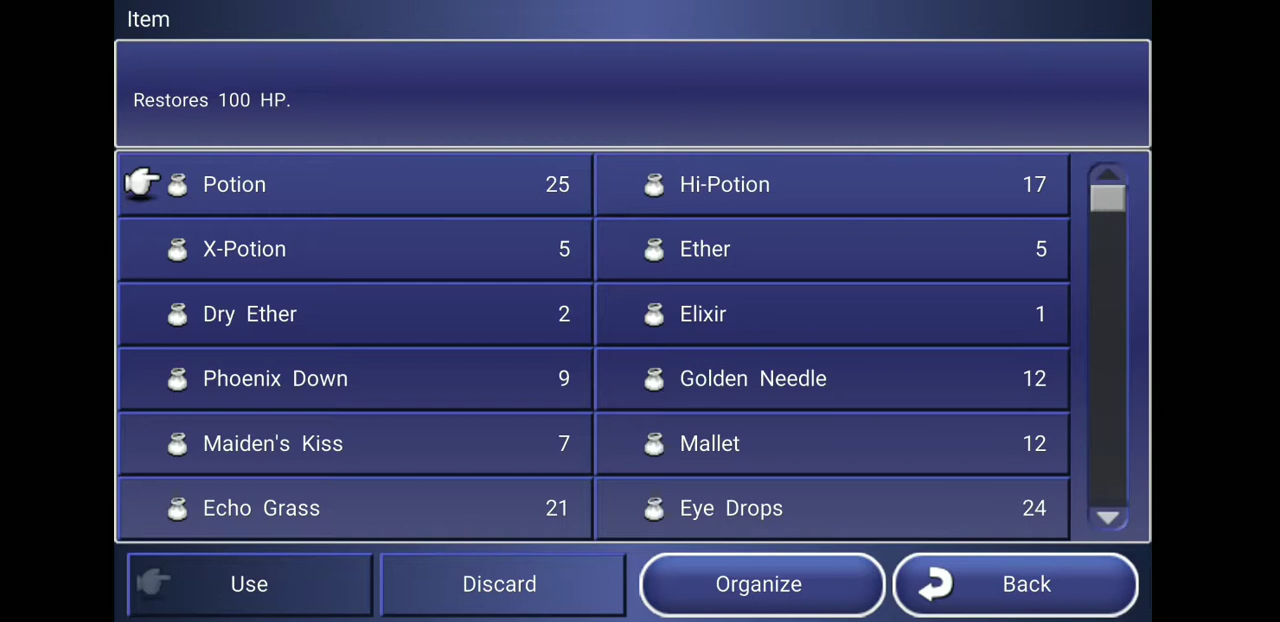 Item
Restores 100 HP.
Potion 25 Hi-Potion 17
X-Potion 5 Ether 5
Dry Ether 2 Elixir 1
Phoenix Down 9 Golden Needle 12
Maiden's Kiss 7 Mallet 12
Echo Grass 21 Eye Drops 24
Use Discard Organize Back